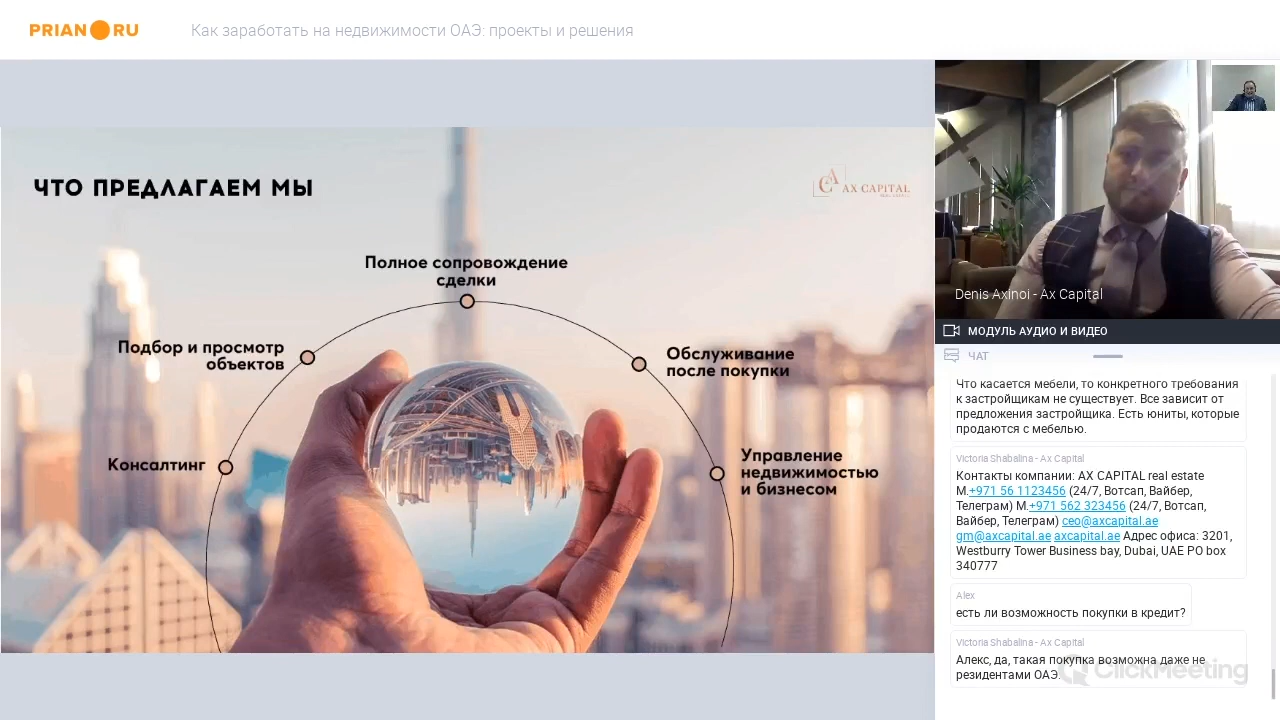 PRIAN RU
Как заработать на недвижимости ОАЭ: проекты и решения
ЧТО ПРЕДЛАГАЕМ МЫ
AX CAPITAL
Полное сопровождение
сделки
Подбор и просмотр
объектов
Обслуживание
после покупки
Консалтинг
Управление
недвижимостью
и бизнесом
Denis Axinoi - Ax Capital
МОДУЛЬ АУДИО И ВИДЕО
ЧАТ
Что касается мебели, то конкретного требования
к застройщикам не существует. Все зависит от
предложения застройщика. Есть юниты, которые
продаются с мебелью.
Victoria Shabalina - Ax Capital
Контакты компании: AX CAPITAL real estate
M.+971 56 1123456 (24/7, Вотсап, Вайбер,
Телеграм) M.+971 562 323456 (24/7, Вотсап,
Вайбер, Телеграм) ceo@axcapital.ae
gm@axcapital.ae axcapital.ae Адрес офиса: 3201,
Westburry Tower Business bay, Dubai, UAE PO box
340777
Alex
есть ли возможность покупки в кредит?
Victoria Shabalina - Ax Capital
Алекс, да, такая покупка возможна даже не
резидентами ОАЭ.
ClickMeeting